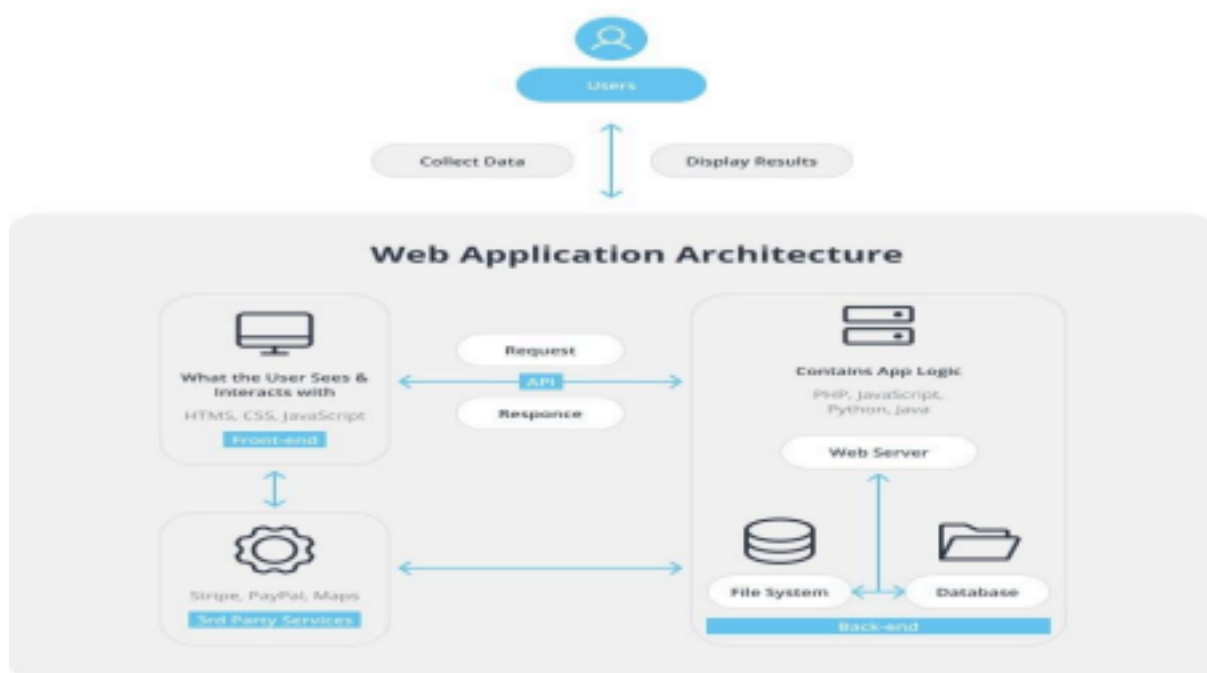 Users
Collect Data
Display Results
Web Application Architecture
What the User Sees &
Interacts with
HTMS, CSS, JavaScript
Front-end
Request
API
Responce
Contains App Logic
PHP, JavaScript,
Python, Java
Web Server
File System
Database
Back-end
Stripe, PayPal, Maps
3rd Party Services